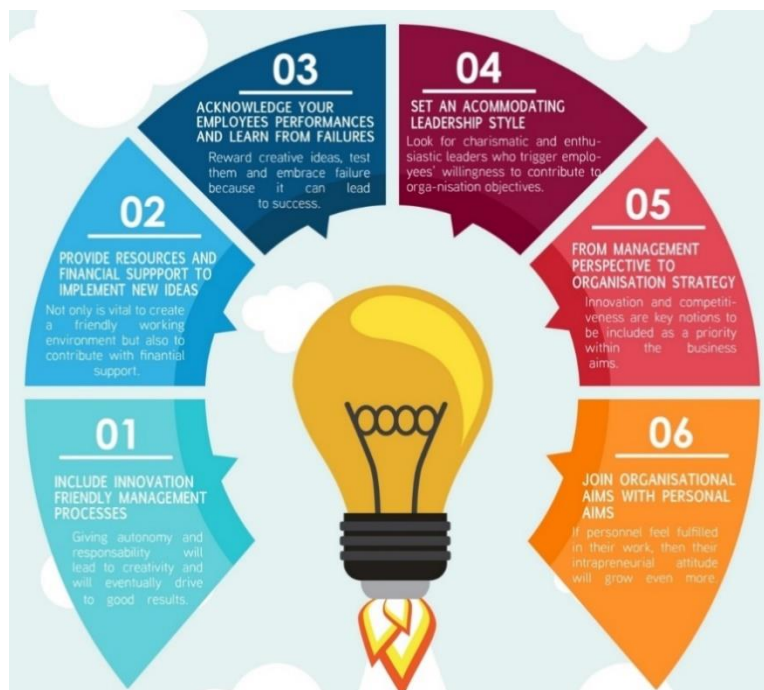 01
INCLUDE INNOVATION
FRIENDLY MANAGEMENT
PROCESSES
Giving autonomy and
responsability will
lead to creativity and
will eventually drive
to good results.
02
PROVIDE RESOURCES AND
FINANCIAL SUPPPORT TO
IMPLEMENT NEW IDEAS
Not only is vital to create
a friendly working
environment but also to
contribute with finantial
support.
03
ACKNOWLEDGE YOUR
EMPLOYEES PERFORMANCES
AND LEARN FROM FAILURES
Reward creative ideas, test
them and embrace failure
because it can lead
to success.
04
SET AN ACOMMODATING
LEADERSHIP STYLE
Look for charismatic and enthu-
siastic leaders who trigger emplo-
yees' willingness to contribute to
orga-nisation objectives.
05
FROM MANAGEMENT
PERSPECTIVE TO
ORGANISATION STRATEGY
Innovation and competiti-
veness are key notions to
be included as a priority
within the business
aims.
06
JOIN ORGANISATIONAL
AIMS WITH PERSONAL
AIMS
If personnel feel fulfilled
in their work, then their
intrapreneurial attitude
will grow even more.